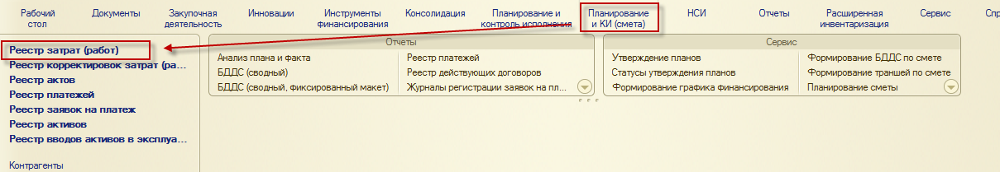 Рабочий стол
Документы
Закупочная деятельность
Инновации
Инструменты финансирования
Консолидация
Планирование и контроль исполнения
Планирование и КИ (смета)
НСИ
Отчеты
Расширенная инвентаризация
Сервис
Спр
Реестр затрат (работ)
Реестр корректировок затрат (ра...
Реестр актов
Реестр платежей
Реестр заявок на платеж
Реестр активов
Реестр вводов активов в эксплуа...
Контрагенты
Отчеты
Анализ плана и факта
БДДС (сводный)
БДДС (сводный, фиксированный макет)
Реестр платежей
Реестр действующих договоров
Журналы регистрации заявок на пл...
Сервис
Утверждение планов
Статусы утверждения планов
Формирование графика финансирования
Формирование БДДС по смете
Формирование траншей по смете
Планирование сметы